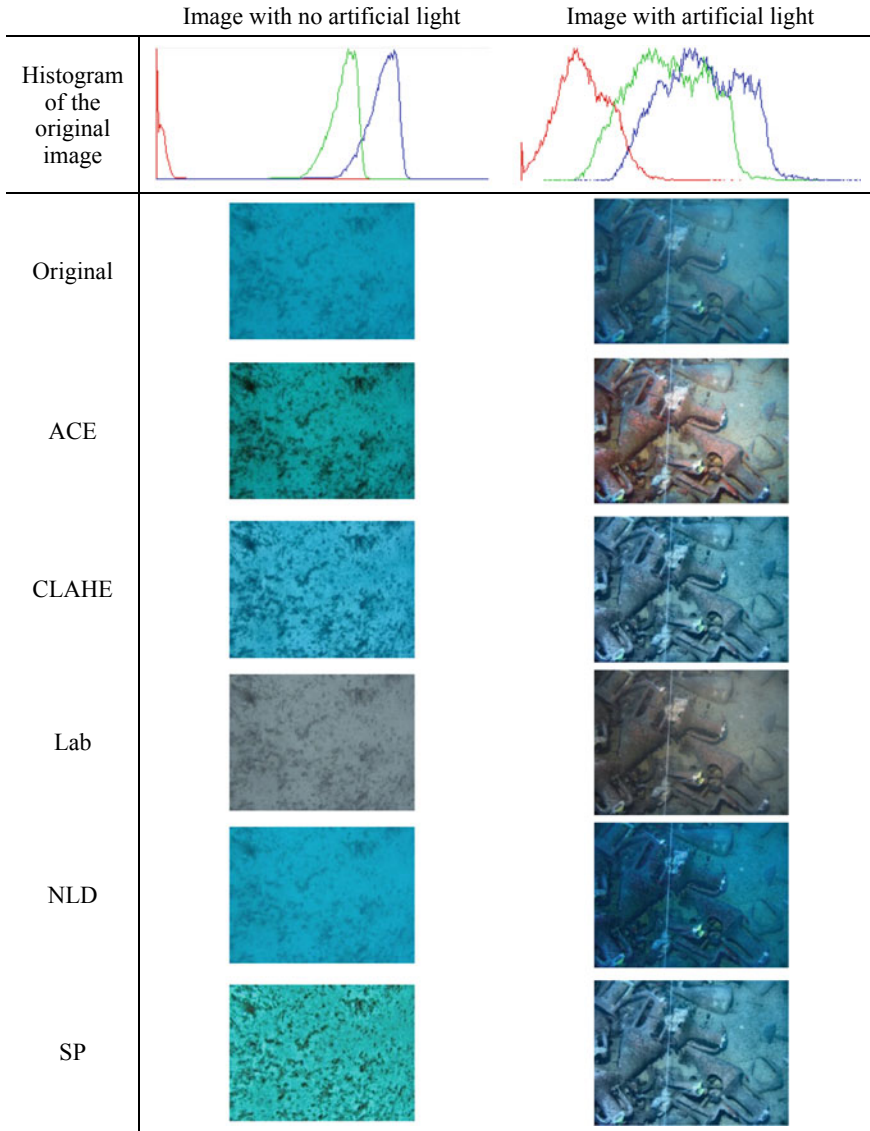 Image with no artificial light
Image with artificial light
Histogram
of the
original
image
Original
ACE
CLAHE
Lab
NLD
SP